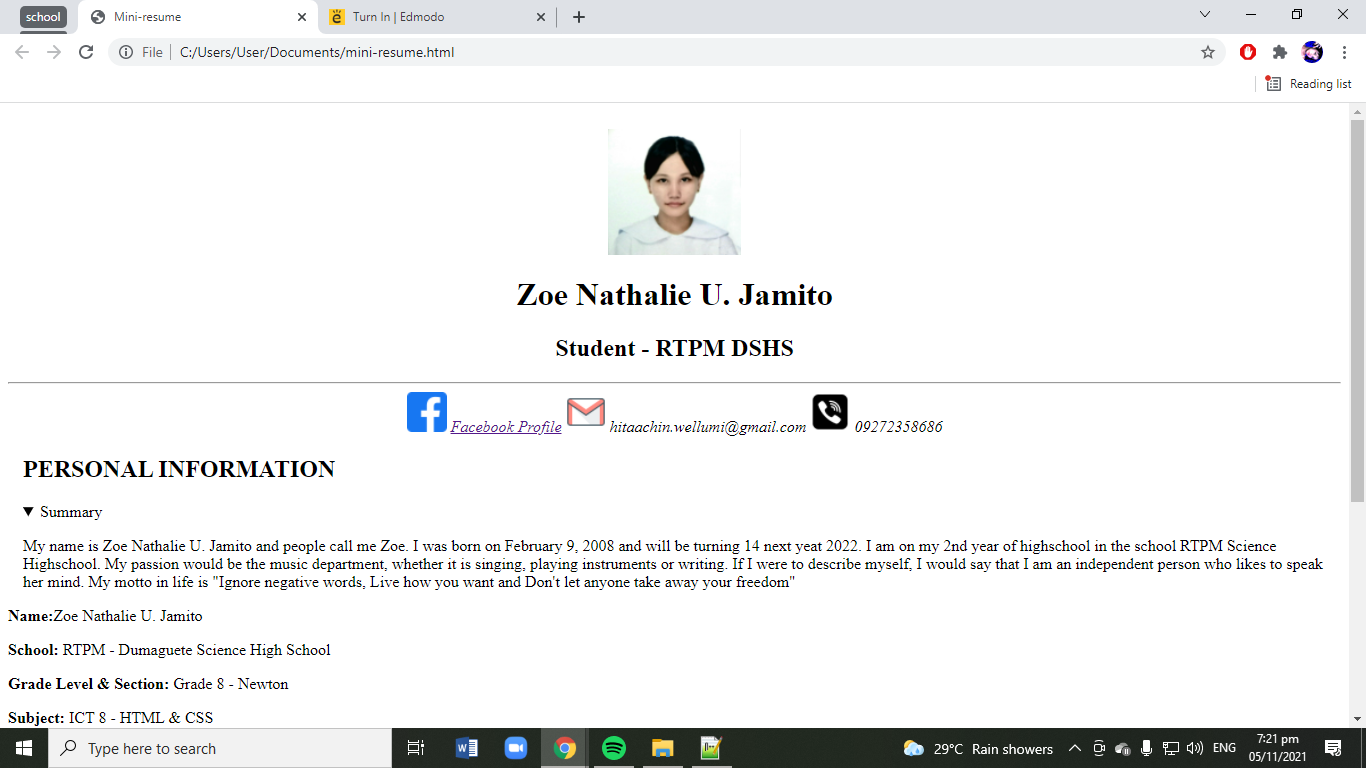 school
Mini-resume
Turn In | Edmodo
File
C:/Users/User/Documents/mini-resume.html
Reading list
Zoe Nathalie U. Jamito
Student - RTPM DSHS
Facebook Profile hitaachin.wellumi@gmail.com 09272358686
PERSONAL INFORMATION
Summary
My name is Zoe Nathalie U. Jamito and people call me Zoe. I was born on February 9, 2008 and will be turning 14 next yeat 2022. I am on my 2nd year of highschool in the school RTPM Science
Highschool. My passion would be the music department, whether it is singing, playing instruments or writing. If I were to describe myself, I would say that I am an independent person who likes to speak
her mind. My motto in life is "Ignore negative words, Live how you want and Don't let anyone take away your freedom"
Name:Zoe Nathalie U. Jamito
School: RTPM - Dumaguete Science High School
Grade Level & Section: Grade 8 - Newton
Subject: ICT 8 - HTML & CSS
Type here to search
29°C Rain showers
ENG
7:21 pm
05/11/2021